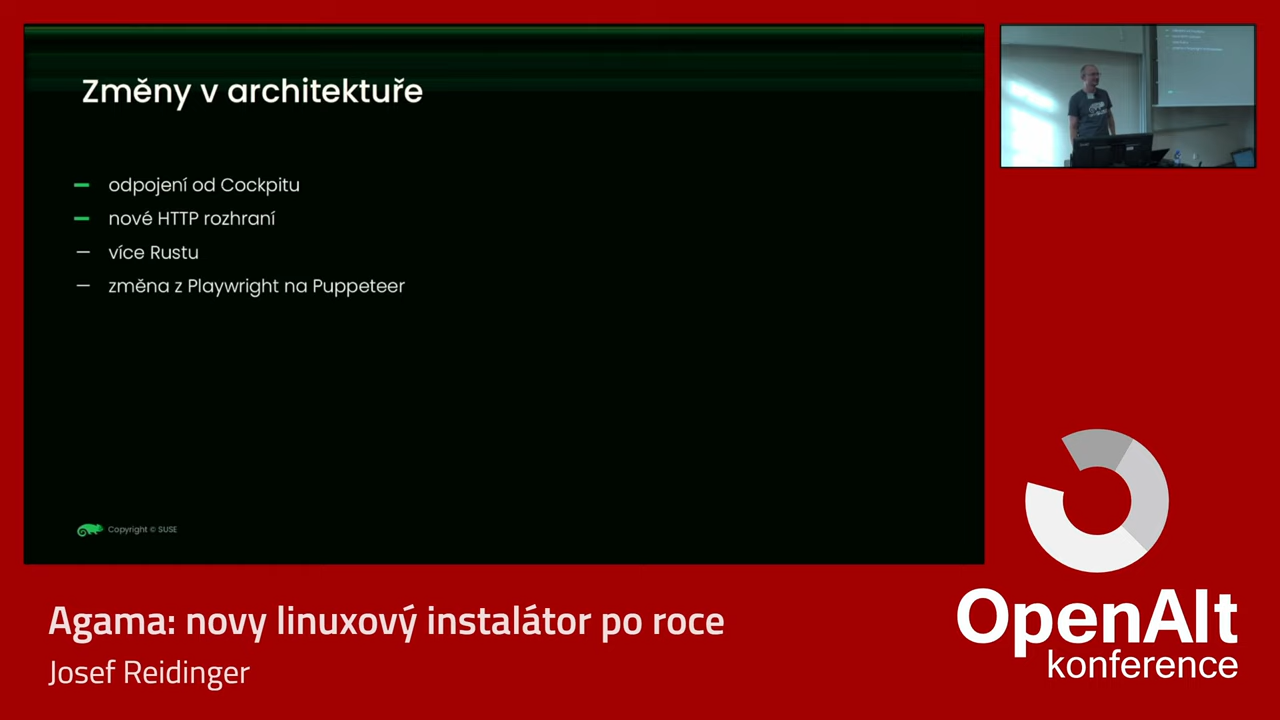 Změny v architektuře
odpojení od Cockpitu
nové HTTP rozhraní
více Rustu
změna z Playwright na Puppeteer
Copyright © SUSE
Agama: novy linuxový instalátor po roce
Josef Reidinger
OpenAlt
konference